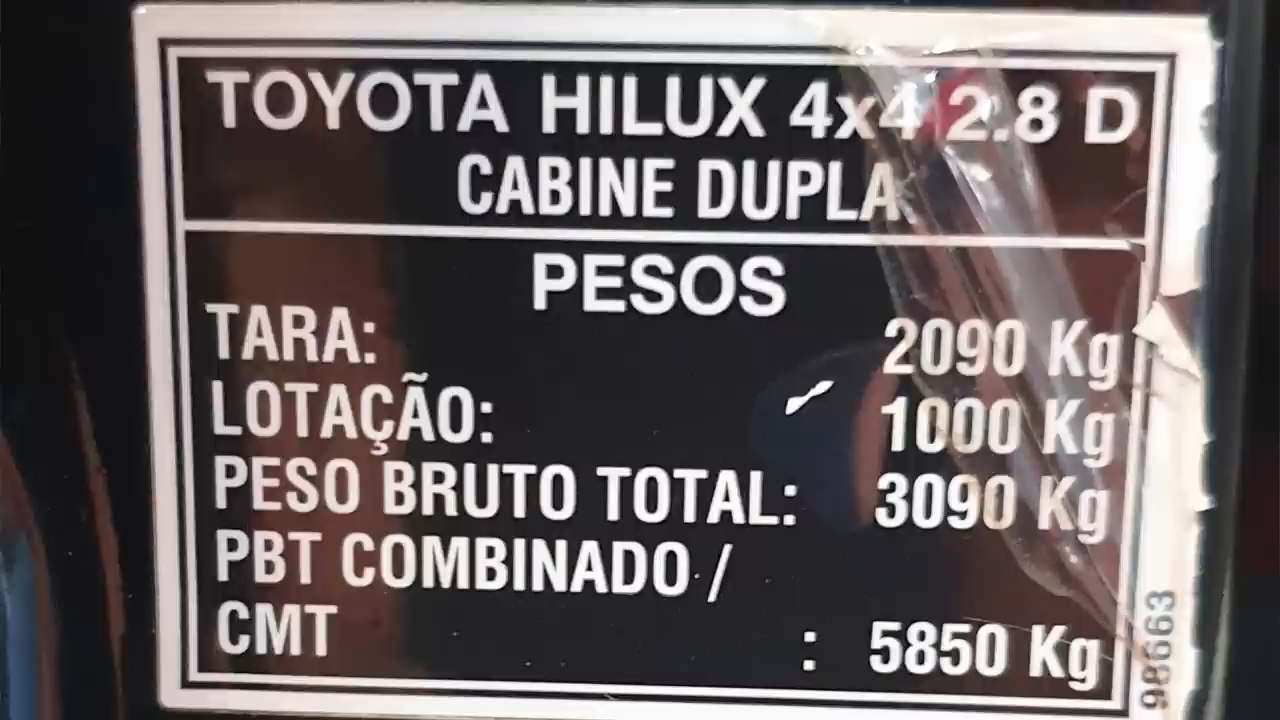 TOYOTA HILUX 4x4 2.8 D
CABINE DUPLA
PESOS
TARA: 2090 Kg
LOTAÇÃO: 1000 Kg
PESO BRUTO TOTAL: 3090 Kg
PBT COMBINADO /
CMT : 5850 Kg
98663